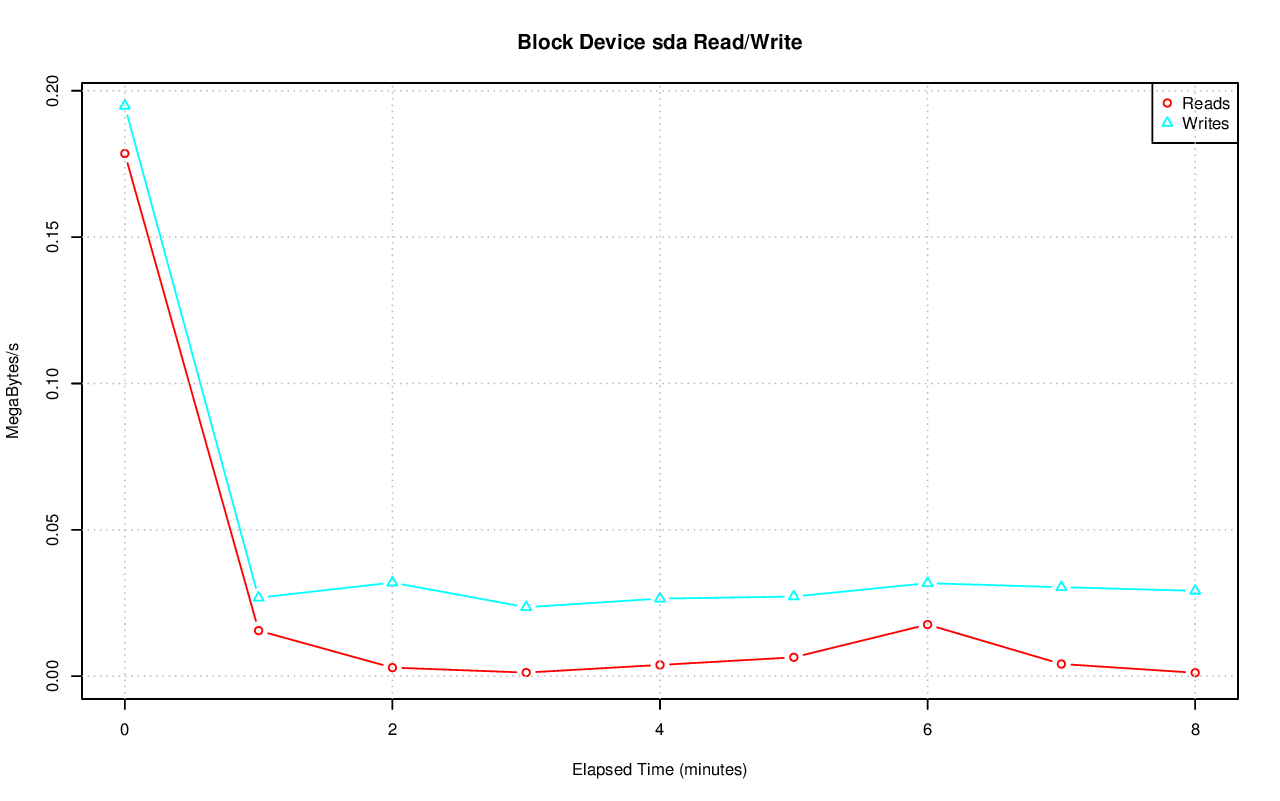 Block Device sda Read/Write
Reads
Writes
MegaBytes/s
0.20
0.15
0.10
0.05
0.00
0 2 4 6 8
Elapsed Time (minutes)